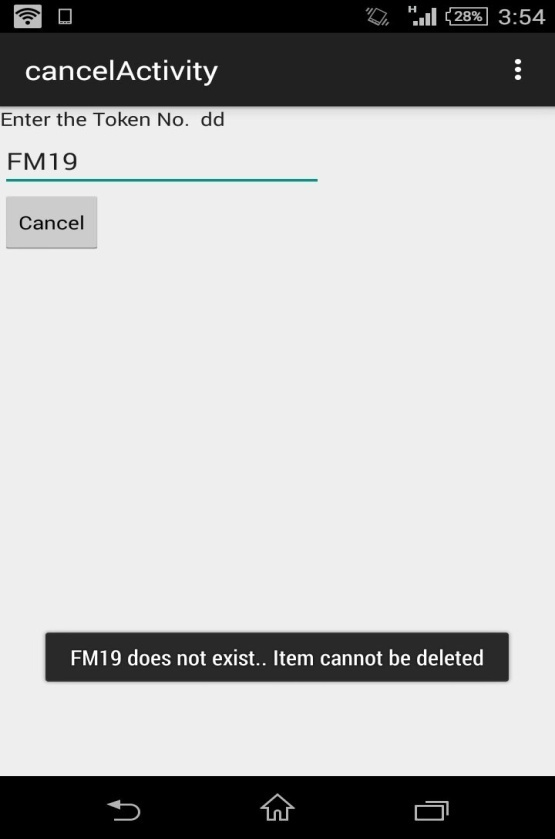 H 28% 3:54
cancelActivity
Enter the Token No. dd
FM19
Cancel
FM19 does not exist.. Item cannot be deleted